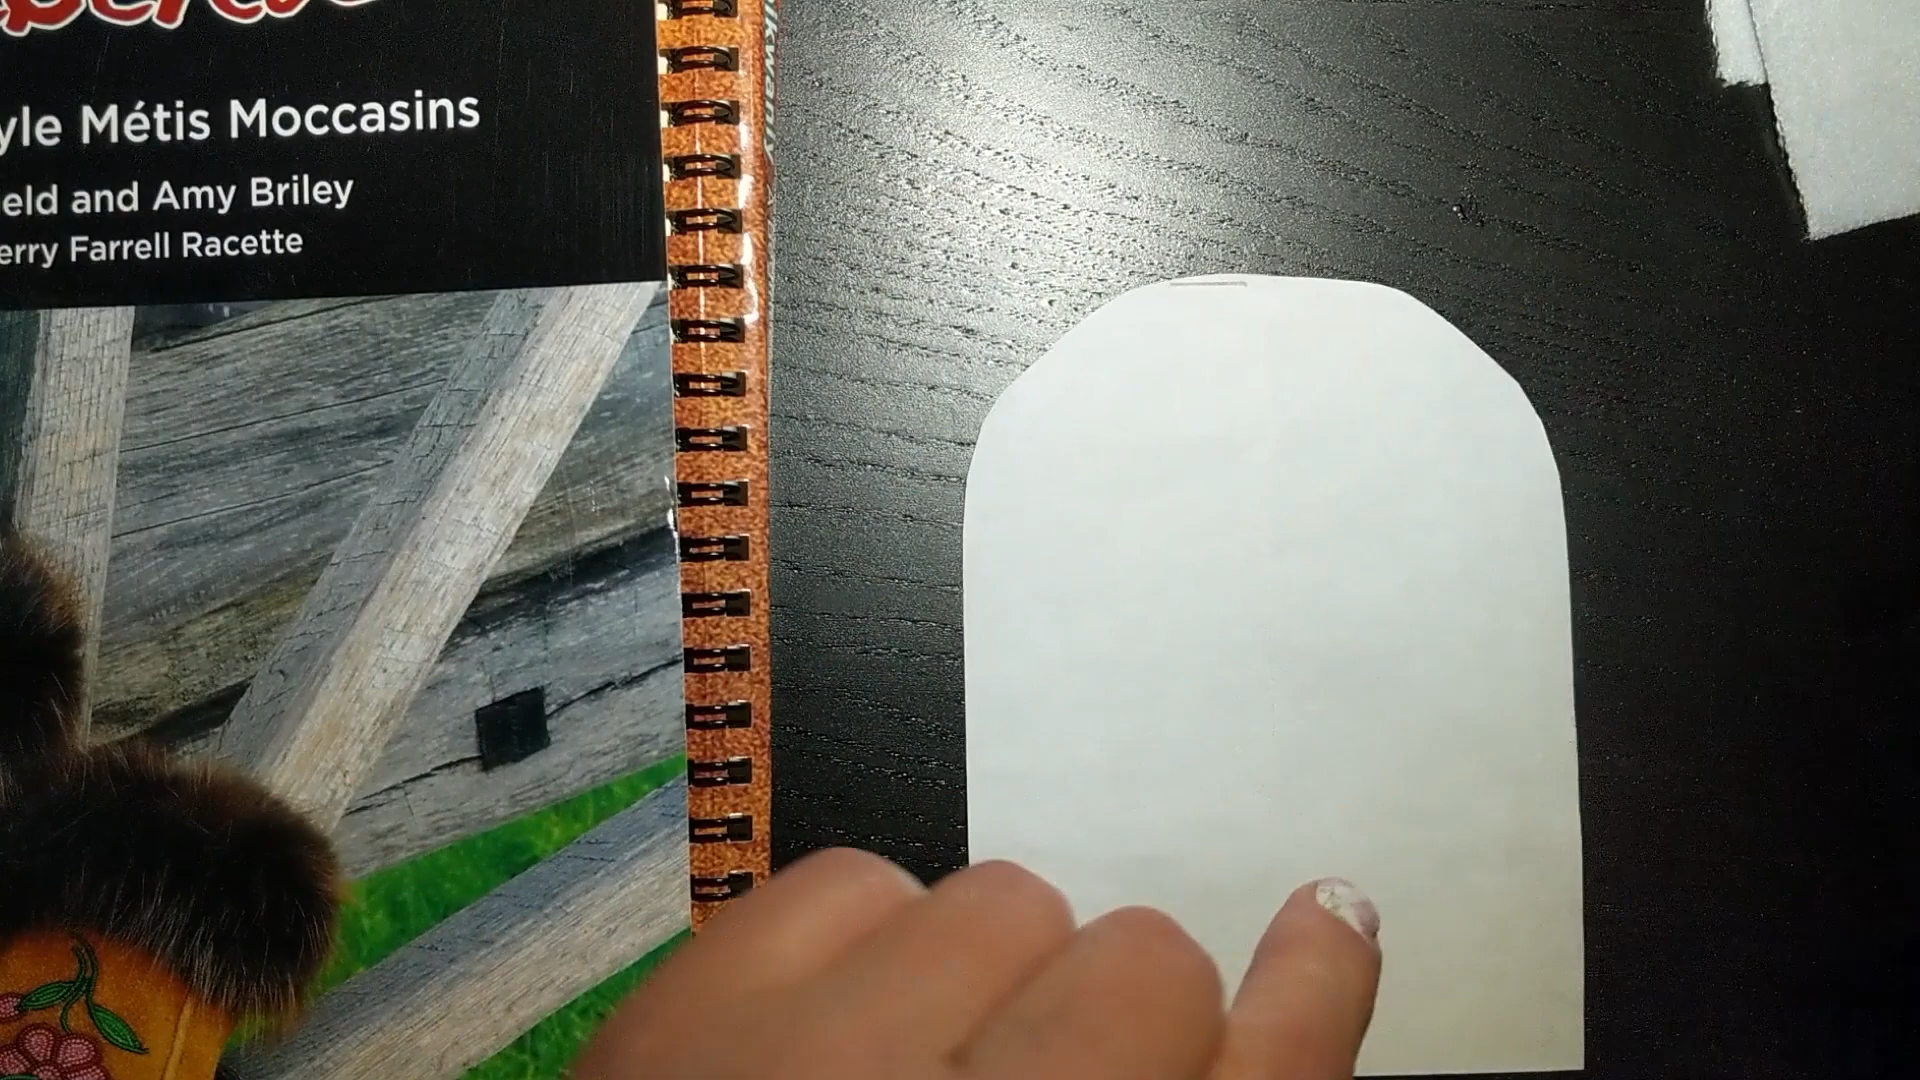 yle Métis Moccasins
eld and Amy Briley
erry Farrell Racette